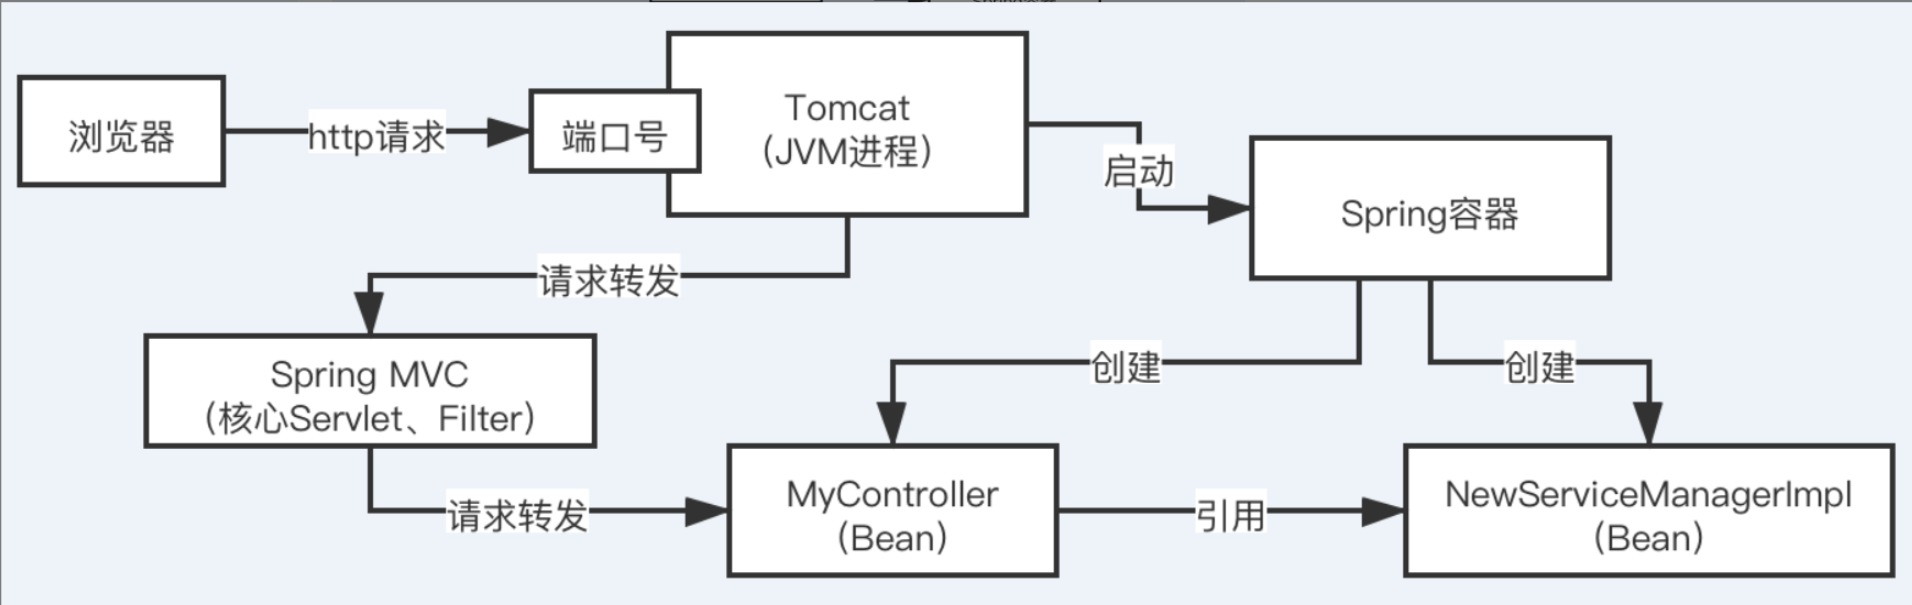 浏览器
http请求
端口号
Tomcat
（JVM进程）
启动
Spring容器
请求转发
Spring MVC
（核心Servlet、Filter）
创建
创建
请求转发
MyController
（Bean）
引用
NewServiceManagerImpl
（Bean）